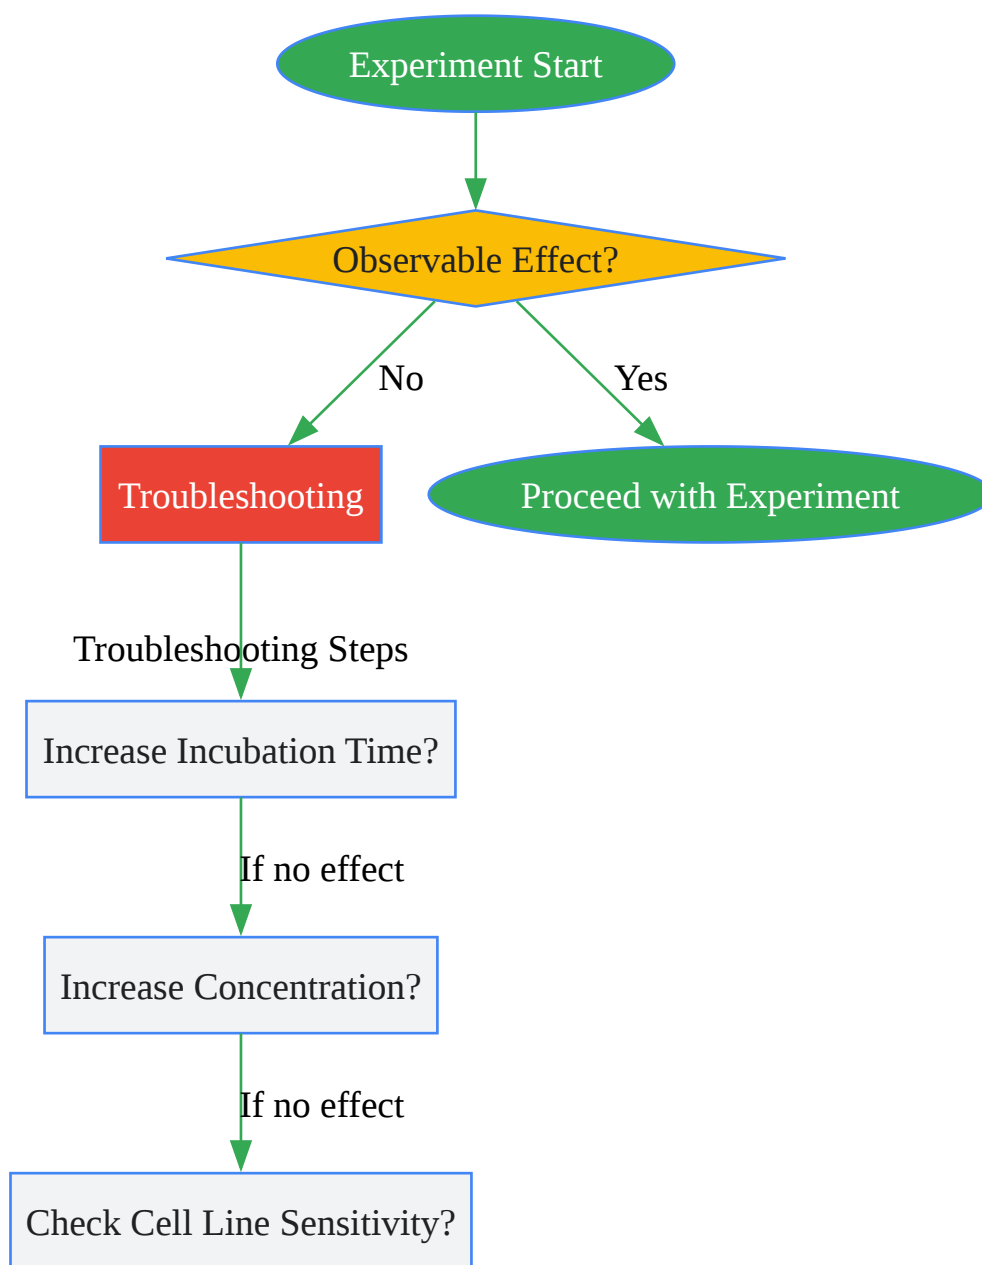 Experiment Start
Observable Effect?
No
Yes
Troubleshooting
Proceed with Experiment
Troubleshooting Steps
Increase Incubation Time?
If no effect
Increase Concentration?
If no effect
Check Cell Line Sensitivity?